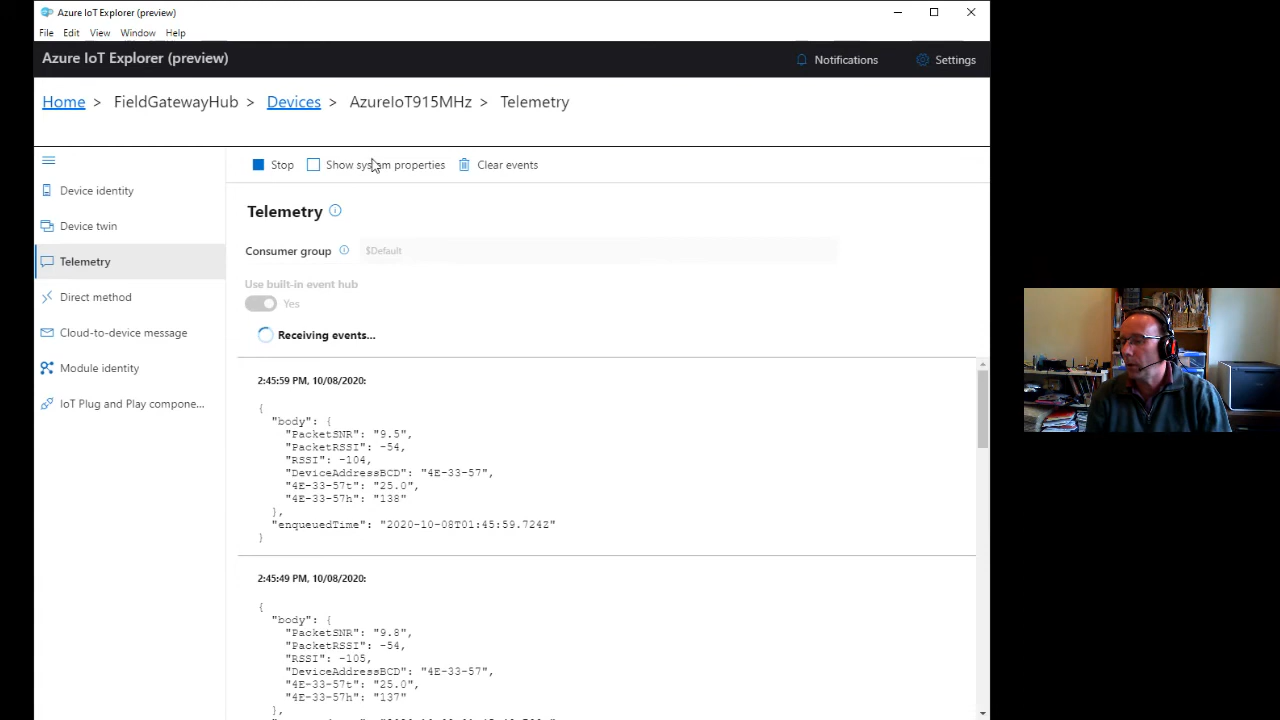 Azure IoT Explorer (preview)
File Edit View Window Help
Azure IoT Explorer (preview)
Notifications Settings
Home > FieldGatewayHub > Devices > AzureIoT915MHz > Telemetry
Stop Show system properties Clear events
Device identity
Device twin
Telemetry
Direct method
Cloud-to-device message
Module identity
IoT Plug and Play compone...
Telemetry
Consumer group $Default
Use built-in event hub
Yes
Receiving events...
2:45:59 PM, 10/08/2020:
{
"body": {
"PacketSNR": "9.5",
"PacketRSSI": -54,
"RSSI": -104,
"DeviceAddressBCD": "4E-33-57",
"4E-33-57t": "25.0",
"4E-33-57h": "138"
},
"enqueuedTime": "2020-10-08T01:45:59.724Z"
}
2:45:49 PM, 10/08/2020:
{
"body": {
"PacketSNR": "9.8",
"PacketRSSI": -54,
"RSSI": -105,
"DeviceAddressBCD": "4E-33-57",
"4E-33-57t": "25.0",
"4E-33-57h": "137"
},